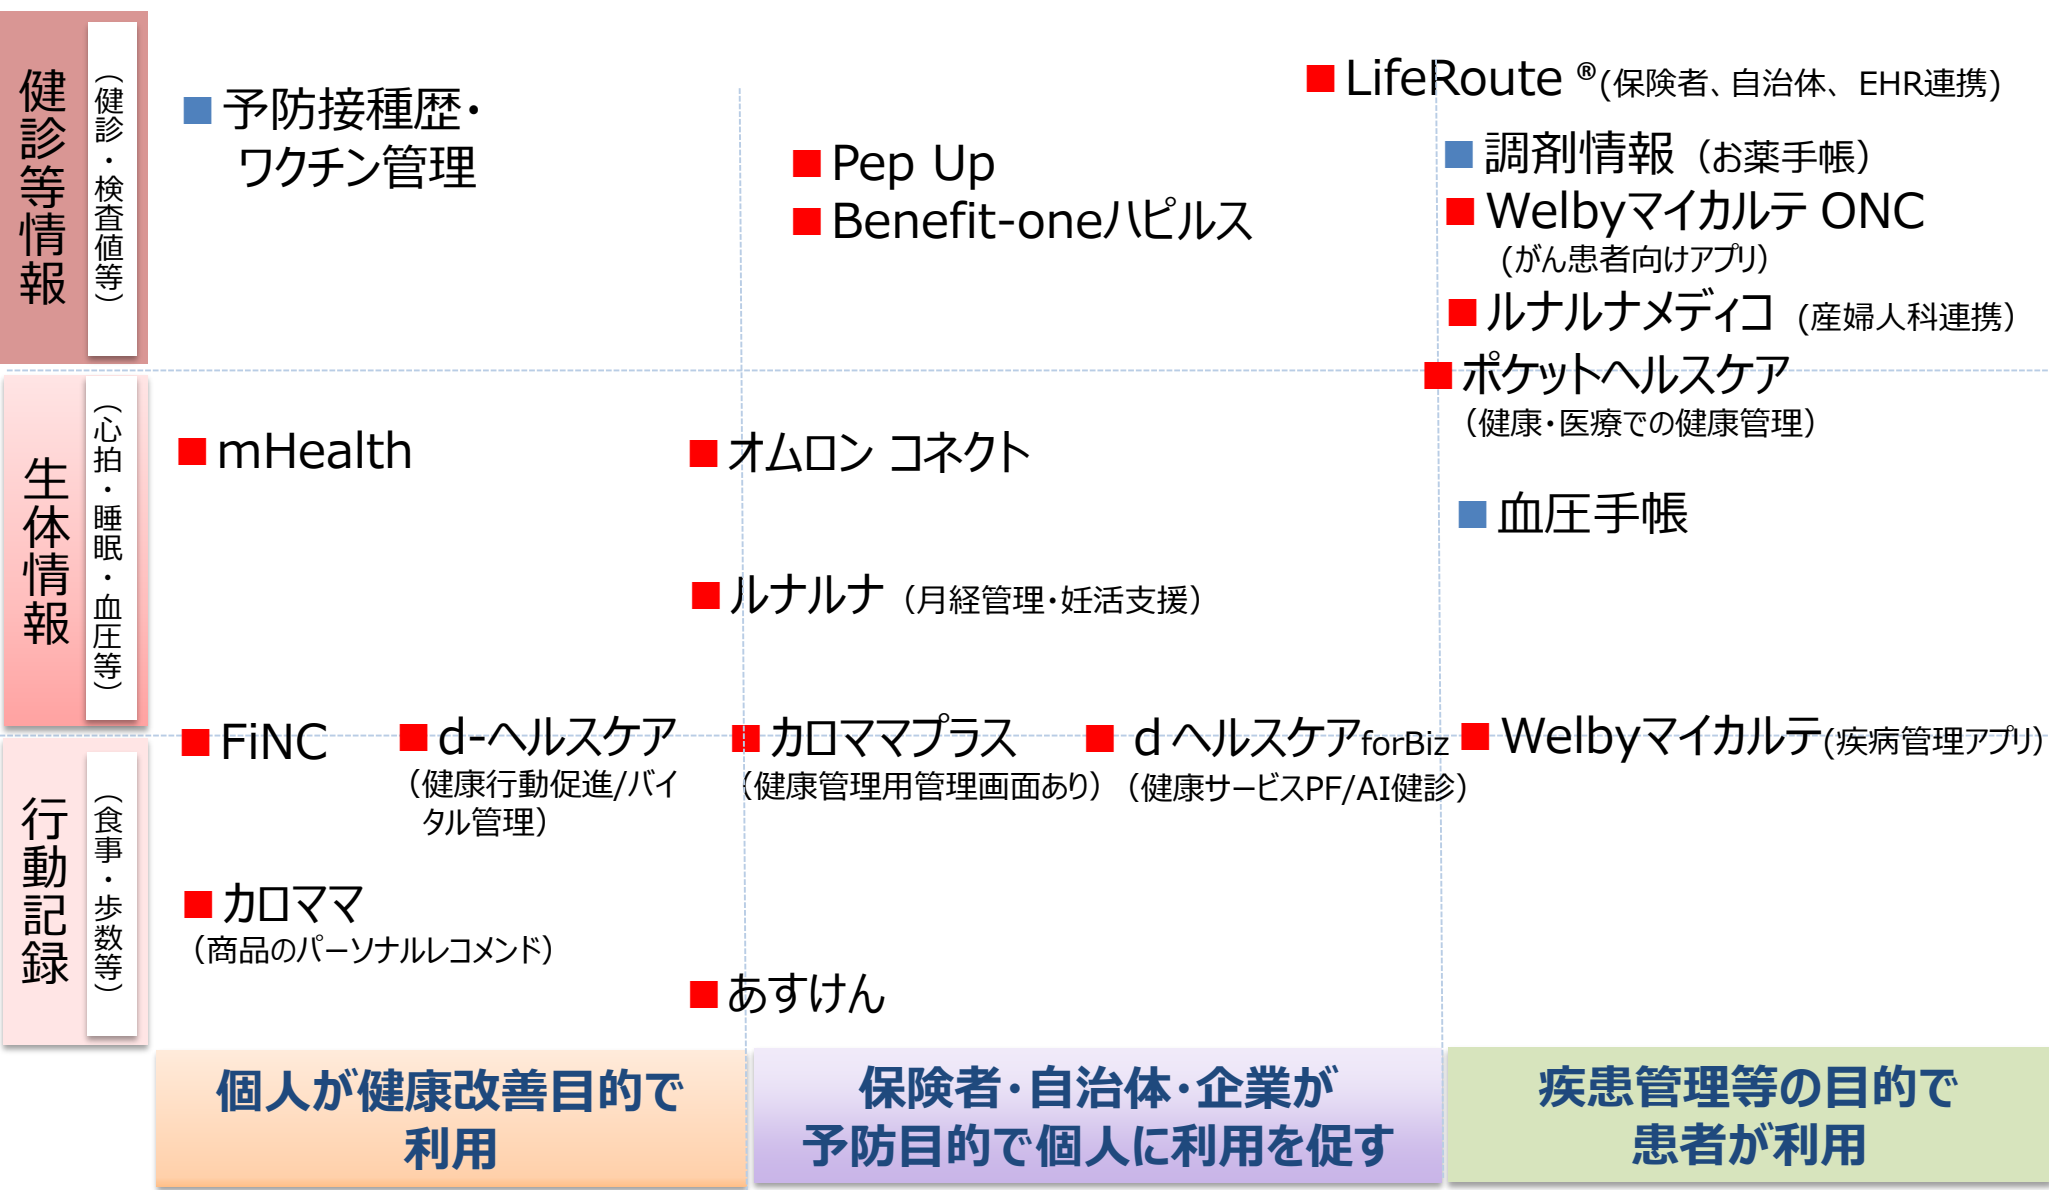 健診等情報
（健診・検査値等）
予防接種歴・
ワクチン管理
Pep Up
Benefit-oneハピルス
LifeRoute ®(保険者、自治体、EHR連携)
調剤情報（お薬手帳）
Welbyマイカルテ ONC
(がん患者向けアプリ)
ルナルナメディコ (産婦人科連携)
ポケットヘルスケア
（健康・医療での健康管理）
生体情報
（心拍・睡眠・血圧等）
mHealth
オムロン コネクト
血圧手帳
ルナルナ（月経管理・妊活支援）
FiNC
d-ヘルスケア
（健康行動促進/バイ
タル管理）
カロママプラス
（健康管理用管理画面あり）
d ヘルスケアforBiz
（健康サービスPF/AI健診）
Welbyマイカルテ(疾病管理アプリ)
行動記録
（食事・歩数等）
カロママ
（商品のパーソナルレコメンド）
あすけん
個人が健康改善目的で
利用
保険者・自治体・企業が
予防目的で個人に利用を促す
疾患管理等の目的で
患者が利用